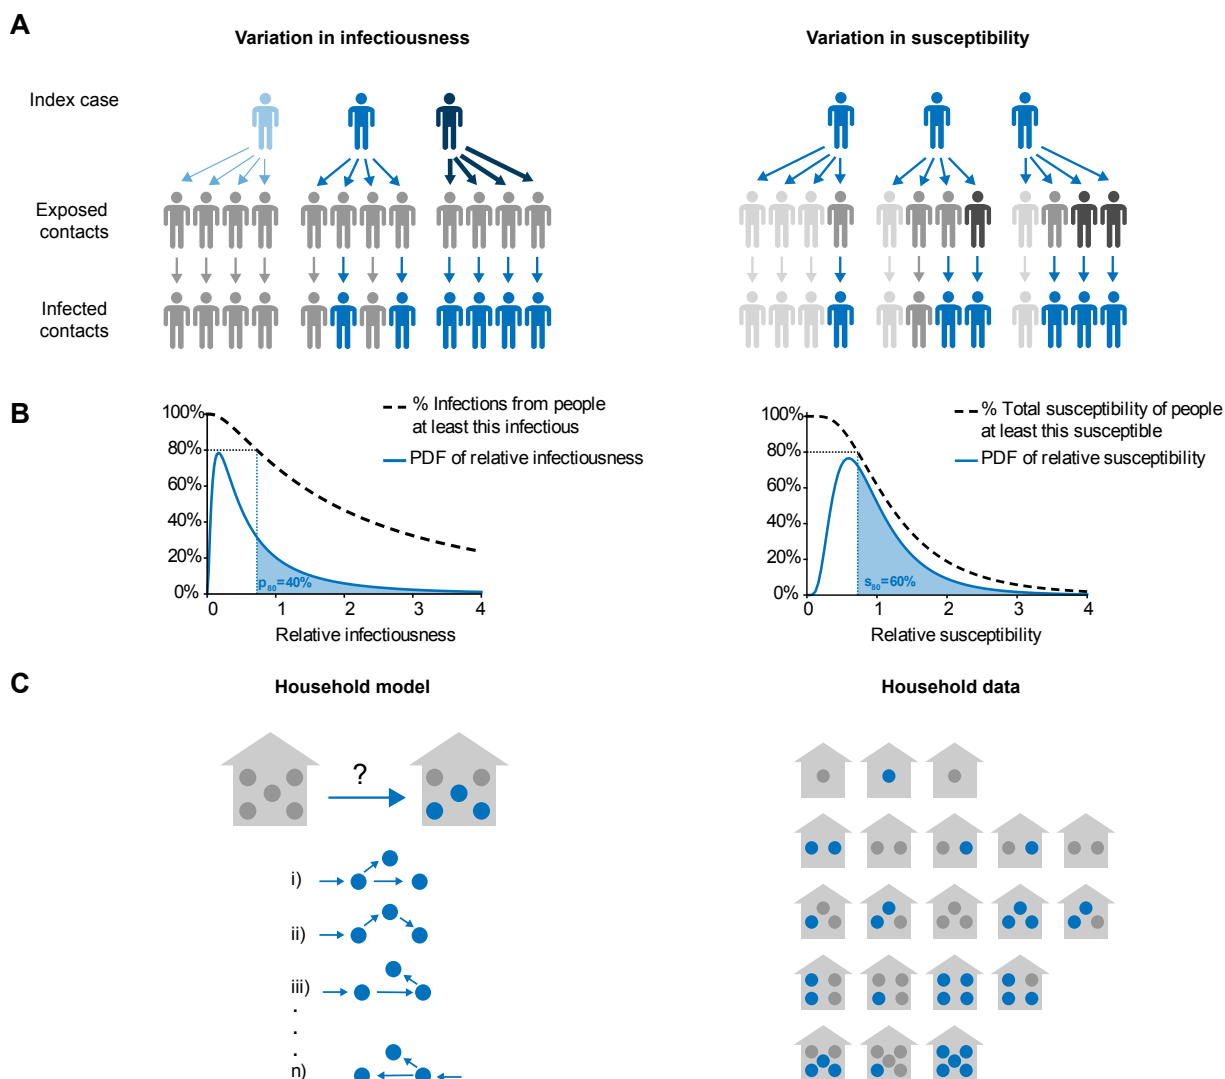 A
Variation in infectiousness
Variation in susceptibility
Index case
Exposed
contacts
Infected
contacts
B
100%
80%
60%
40%
20%
0%
% Infections from people
at least this infectious
PDF of relative infectiousness
p80=40%
0 1 2 3 4
Relative infectiousness
100%
80%
60%
40%
20%
0%
% Total susceptibility of people
at least this susceptible
PDF of relative susceptibility
s80=60%
0 1 2 3 4
Relative susceptibility
C
Household model
Household data
?
i)
ii)
iii)
.
.
.
n)